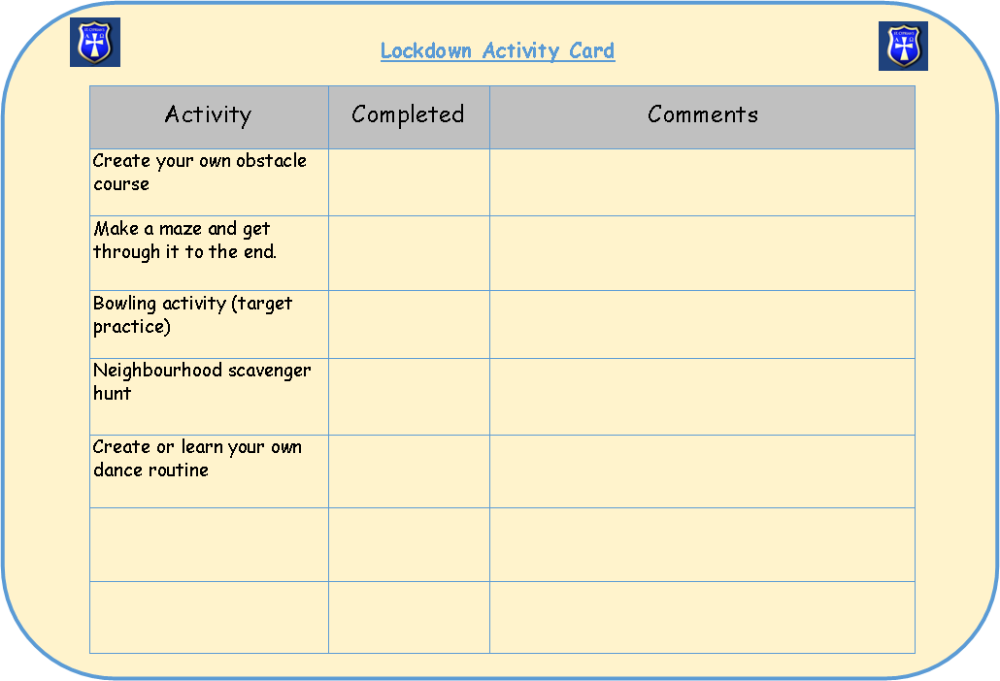 Lockdown Activity Card
Activity Completed Comments
Create your own obstacle
course
Make a maze and get
through it to the end.
Bowling activity (target
practice)
Neighbourhood scavenger
hunt
Create or learn your own
dance routine